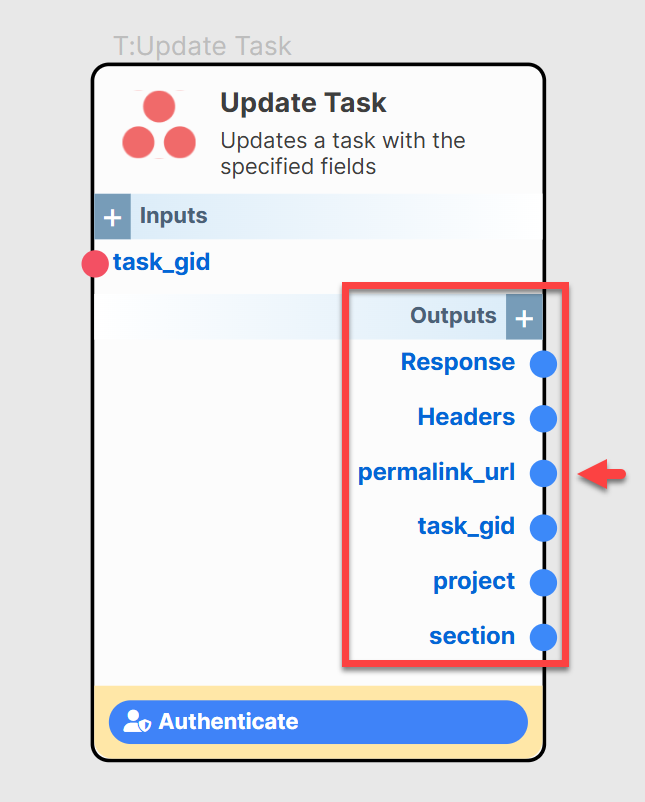 T:Update Task
Update Task
Updates a task with the
specified fields
+ Inputs
task_gid
Outputs +
Response
Headers
permalink_url
task_gid
project
section
Authenticate